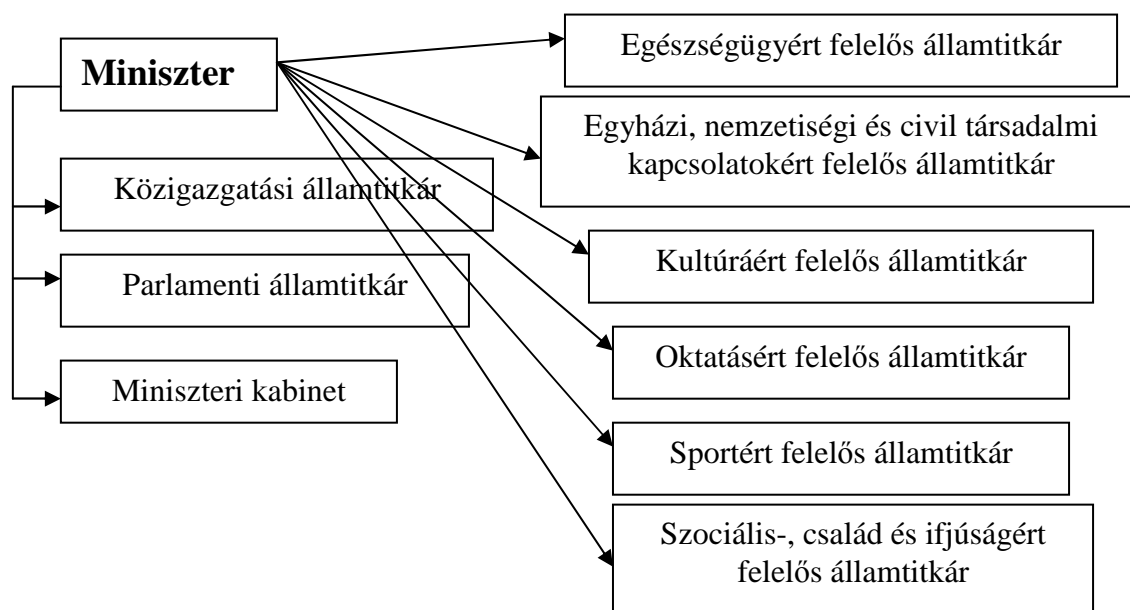 Miniszter
Közigazgatási államtitkár
Parlamenti államtitkár
Miniszteri kabinet
Egészségügyért felelős államtitkár
Egyházi, nemzetiségi és civil társadalmi
kapcsolatokért felelős államtitkár
Kultúráért felelős államtitkár
Oktatásért felelős államtitkár
Sportért felelős államtitkár
Szociális-, család és ifjúságért
felelős államtitkár